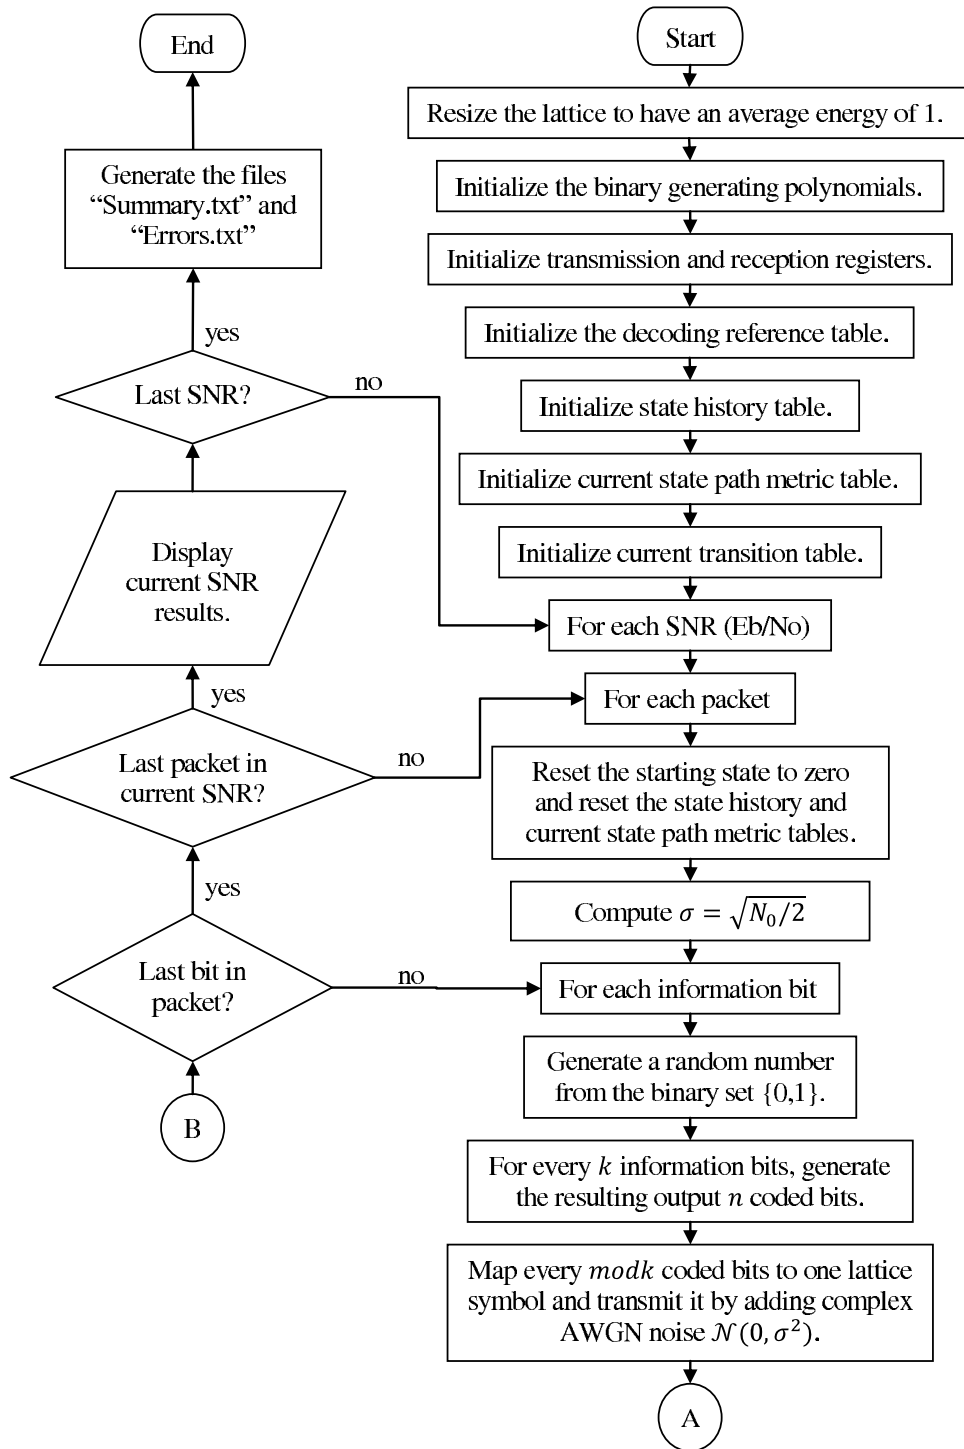 Start
Resize the lattice to have an average energy of 1.
Initialize the binary generating polynomials.
Initialize transmission and reception registers.
Initialize the decoding reference table.
Initialize state history table.
Initialize current state path metric table.
Initialize current transition table.
For each SNR (Eb/No)
For each packet
Reset the starting state to zero
and reset the state history and
current state path metric tables.
Compute σ = √N₀/2
For each information bit
Generate a random number
from the binary set {0,1}.
For every k information bits, generate
the resulting output n coded bits.
Map every modk coded bits to one lattice
symbol and transmit it by adding complex
AWGN noise 𝒩(0, σ²).
A
B
Last bit in
packet?
no
yes
Last packet in
current SNR?
no
yes
Display
current SNR
results.
Last SNR?
no
yes
Generate the files
“Summary.txt” and
“Errors.txt”
End